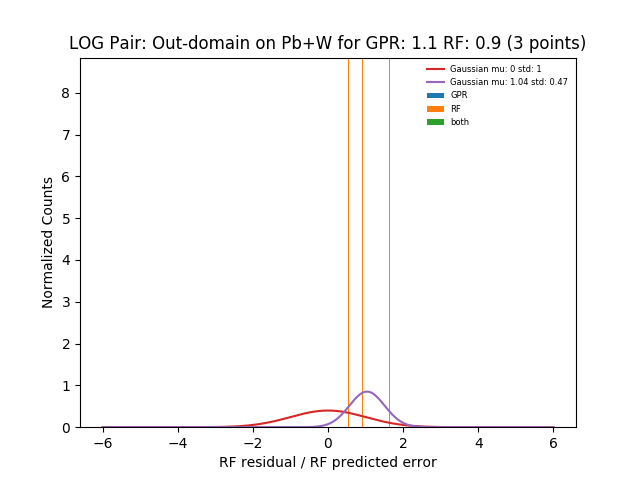 LOG Pair: Out-domain on Pb+W for GPR: 1.1 RF: 0.9 (3 points)
Gaussian mu: 0 std: 1
Gaussian mu: 1.04 std: 0.47
GPR
RF
both
Normalized Counts
8
7
6
5
4
3
2
1
0
−6
−4
−2
0
2
4
6
RF residual / RF predicted error